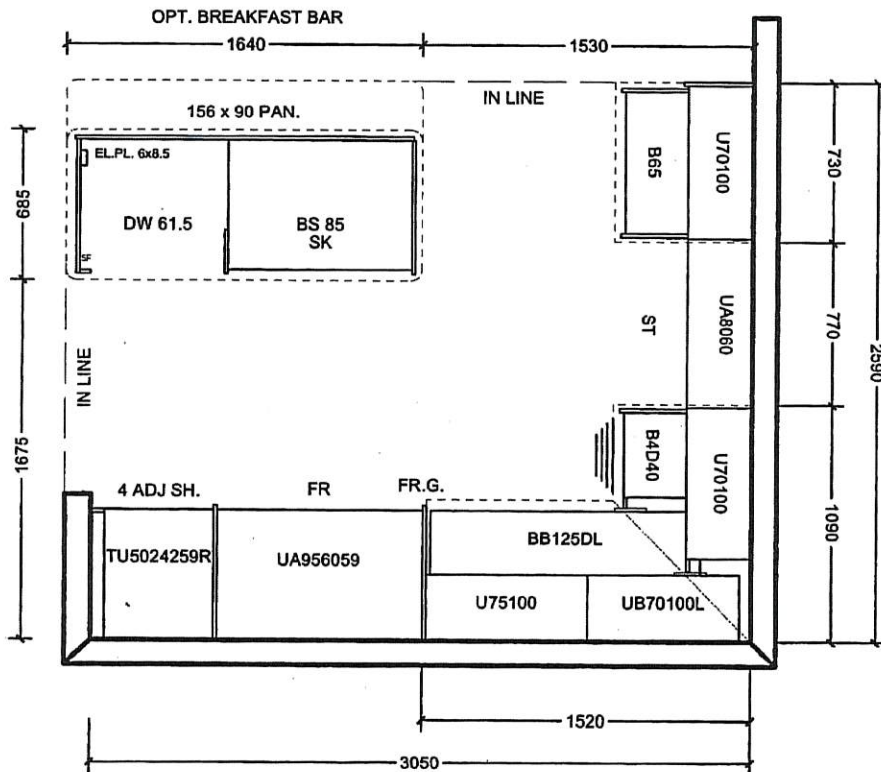 OPT. BREAKFAST BAR
1640
1530
IN LINE
156 x 90 PAN.
EL.PL. 6x8.5
DW 61.5
BS 85
SK
SF
685
B65
U70100
730
ST
UA8060
770
2590
IN LINE
1675
B4D40
U70100
1090
4 ADJ SH.
FR
FR.G.
TU5024259R
UA956059
BB125DL
U75100
UB70100L
1520
3050